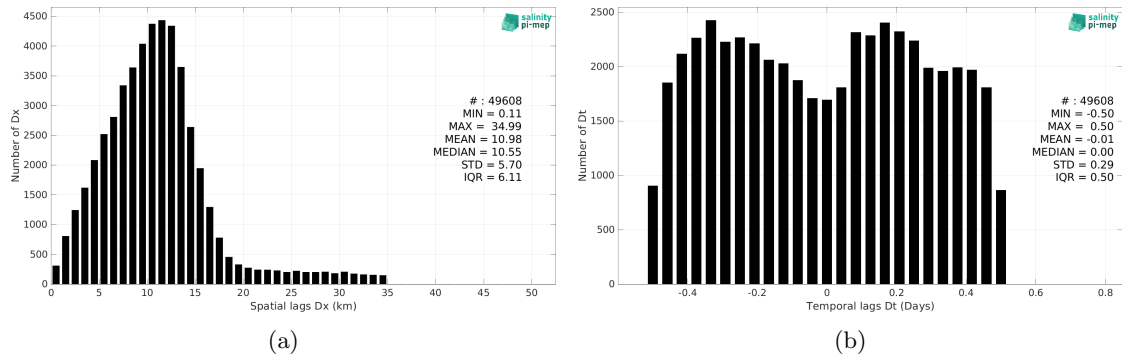 4500
4000
3500
3000
2500
2000
1500
1000
500
0
Number of Dx
0 5 10 15 20 25 30 35 40 45 50
Spatial lags Dx (km)
salinity
pi-mep
# : 49608
MIN = 0.11
MAX = 34.99
MEAN = 10.98
MEDIAN = 10.55
STD = 5.70
IQR = 6.11
(a)
2500
2000
1500
1000
500
0
Number of Dt
-0.4 -0.2 0 0.2 0.4 0.6 0.8
Temporal lags Dt (Days)
salinity
pi-mep
# : 49608
MIN = -0.50
MAX = 0.50
MEAN = -0.01
MEDIAN = 0.00
STD = 0.29
IQR = 0.50
(b)